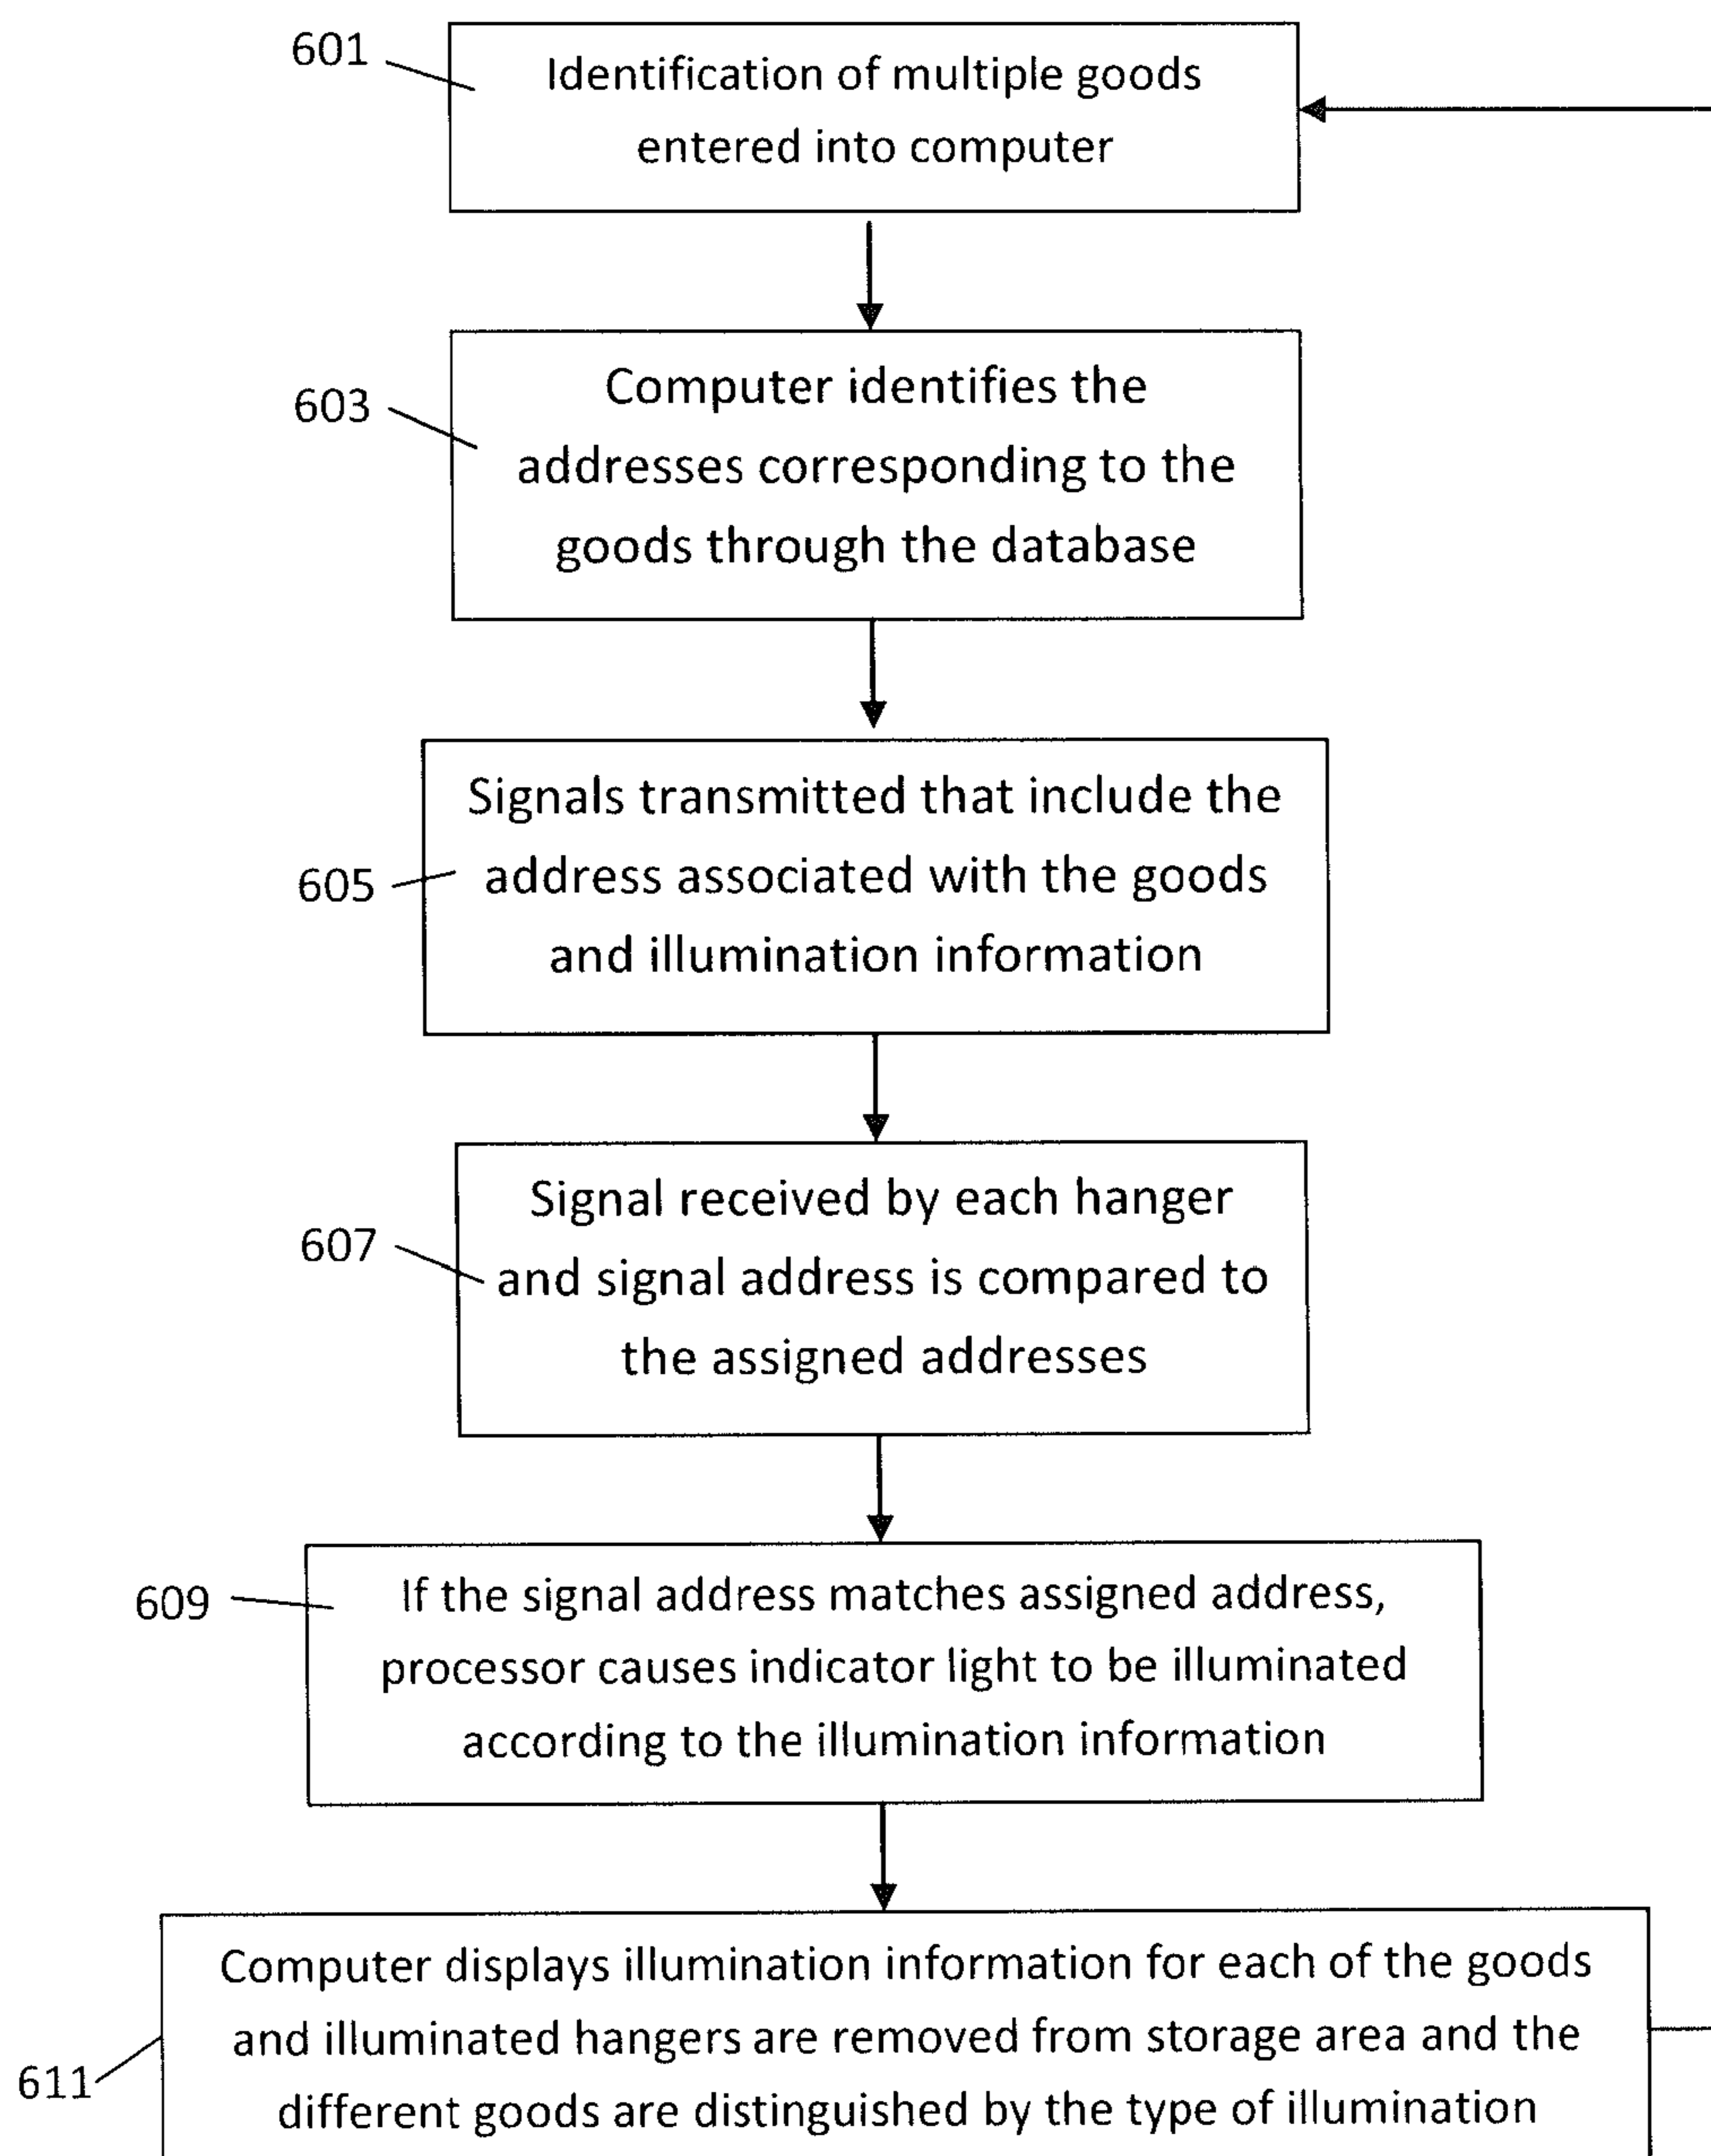 601
Identification of multiple goods
entered into computer
603
Computer identifies the
addresses corresponding to the
goods through the database
605
Signals transmitted that include the
address associated with the goods
and illumination information
607
Signal received by each hanger
and signal address is compared to
the assigned addresses
609
If the signal address matches assigned address,
processor causes indicator light to be illuminated
according to the illumination information
611
Computer displays illumination information for each of the goods
and illuminated hangers are removed from storage area and the
different goods are distinguished by the type of illumination